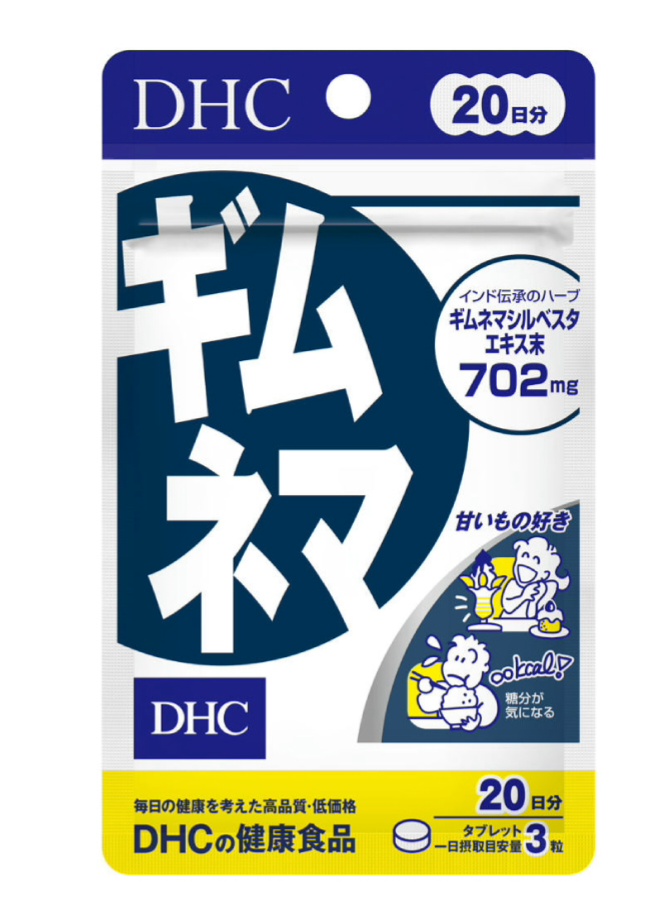 DHC
20日分
ギム
ネマ
インド伝承のハーブ
ギムネマシルベスタ
エキス末
702mg
甘いもの好き
○○kcal!
糖分が
気になる
DHC
毎日の健康を考えた高品質・低価格
DHCの健康食品
20日分
タブレット
一日摂取目安量 3粒